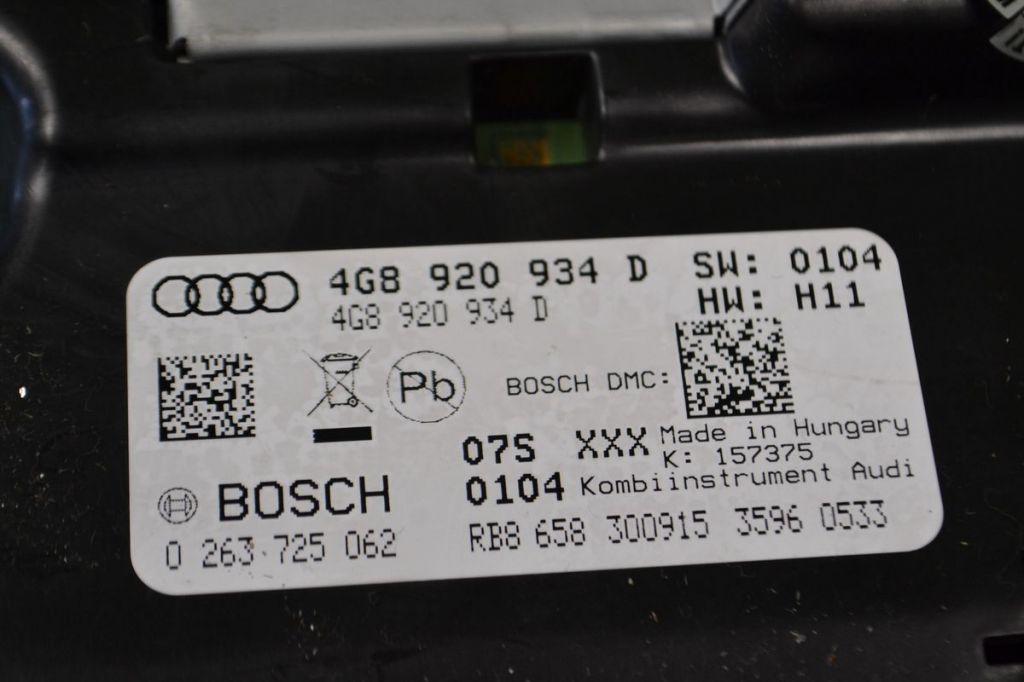 4G8 920 934 D SW: 0104
4G8 920 934 D HW: H11
Pb BOSCH DMC:
07S XXX Made in Hungary
K: 157375
0104 Kombiinstrument Audi
BOSCH
0 263 725 062 RB8 658 300915 3596 0533